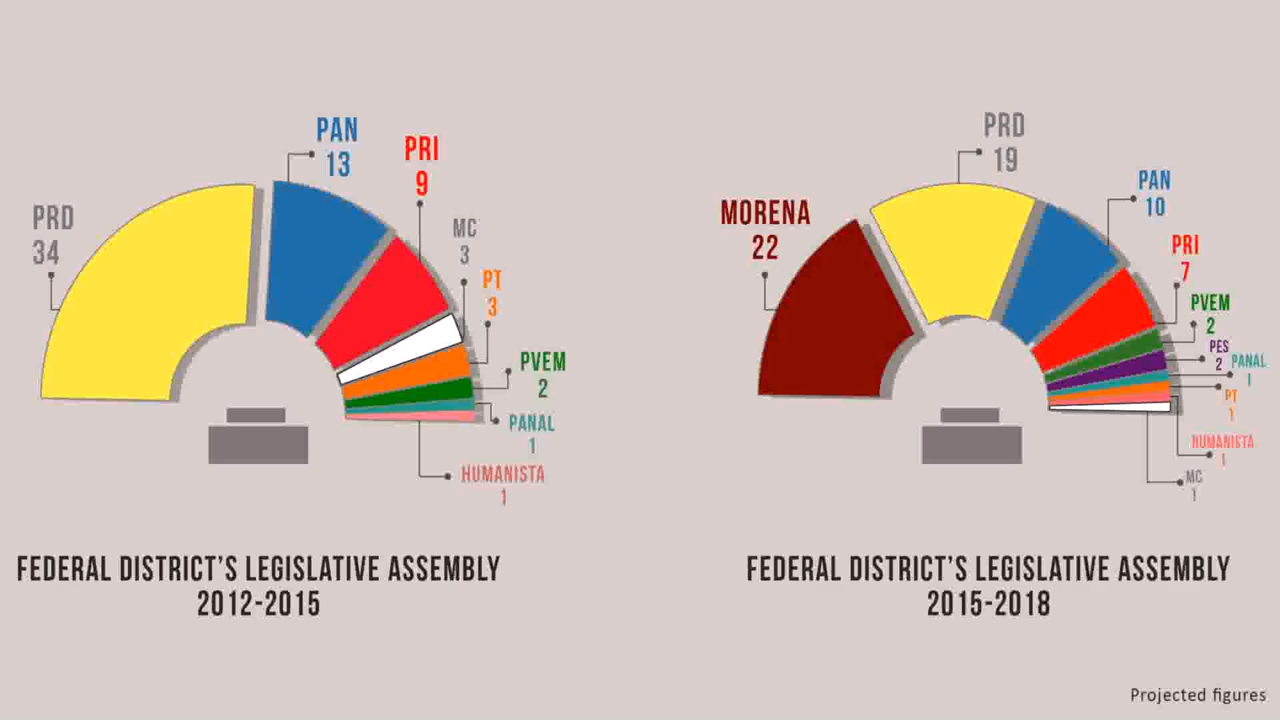 PRD
34
PAN
13
PRI
9
MC
3
PT
3
PVEM
2
PANAL
1
HUMANISTA
1
FEDERAL DISTRICT'S LEGISLATIVE ASSEMBLY
2012-2015
MORENA
22
PRD
19
PAN
10
PRI
7
PVEM
2
PES
2
PANAL
1
PT
1
HUMANISTA
1
MC
1
FEDERAL DISTRICT'S LEGISLATIVE ASSEMBLY
2015-2018
Projected figures